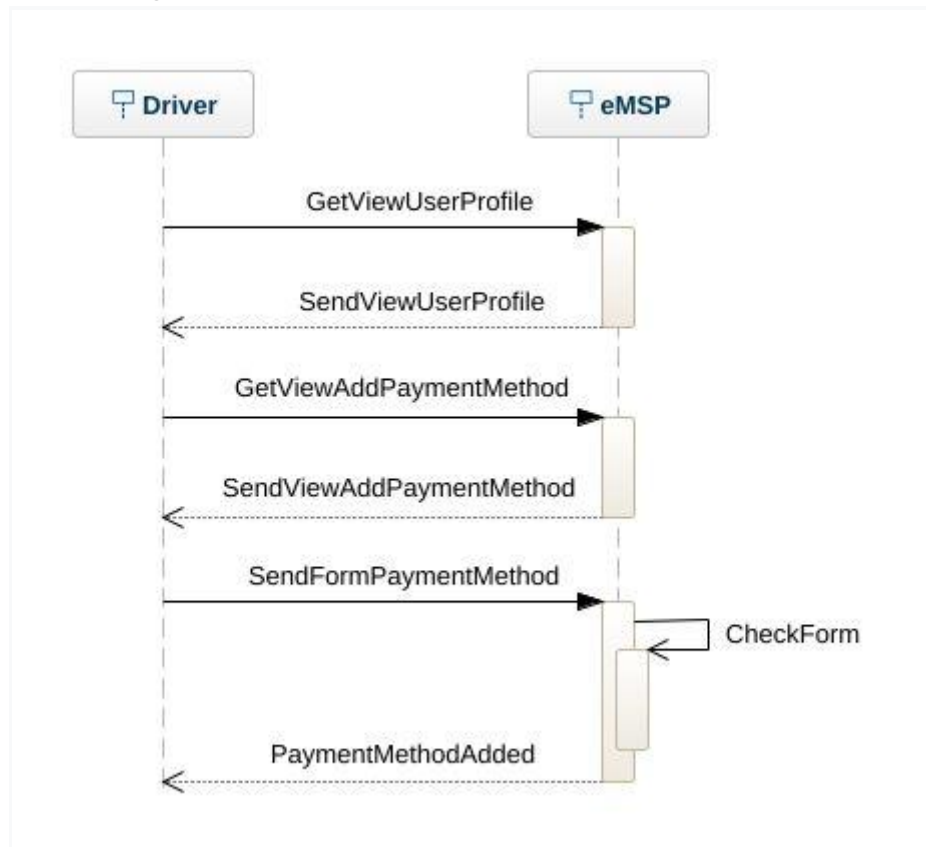 Driver
eMSP
GetViewUserProfile
SendViewUserProfile
GetViewAddPaymentMethod
SendViewAddPaymentMethod
SendFormPaymentMethod
CheckForm
PaymentMethodAdded